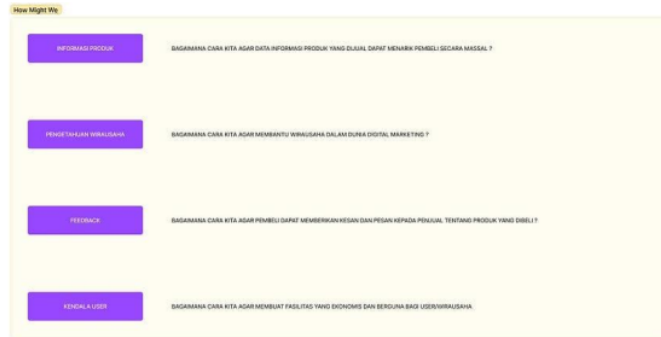 How Might We
INFORMASI PRODUK
BAGAIMANA CARA KITA AGAR DATA INFORMASI PRODUK YANG DIJUAL DAPAT MENARIK PEMBELI SECARA MASSAL ?
PENGETAHUAN WIRAUSAHA
BAGAIMANA CARA KITA AGAR MEMBANTU WIRAUSAHA DALAM DUNIA DIGITAL MARKETING ?
FEEDBACK
BAGAIMANA CARA KITA AGAR PEMBELI DAPAT MEMBERIKAN KESAN DAN PESAN KEPADA PENJUAL TENTANG PRODUK YANG DIBELI ?
KENDALA USER
BAGAIMANA CARA KITA AGAR MEMBUAT FASILITAS YANG EKONOMIS DAN BERGUNA BAGI USER/WIRAUSAHA